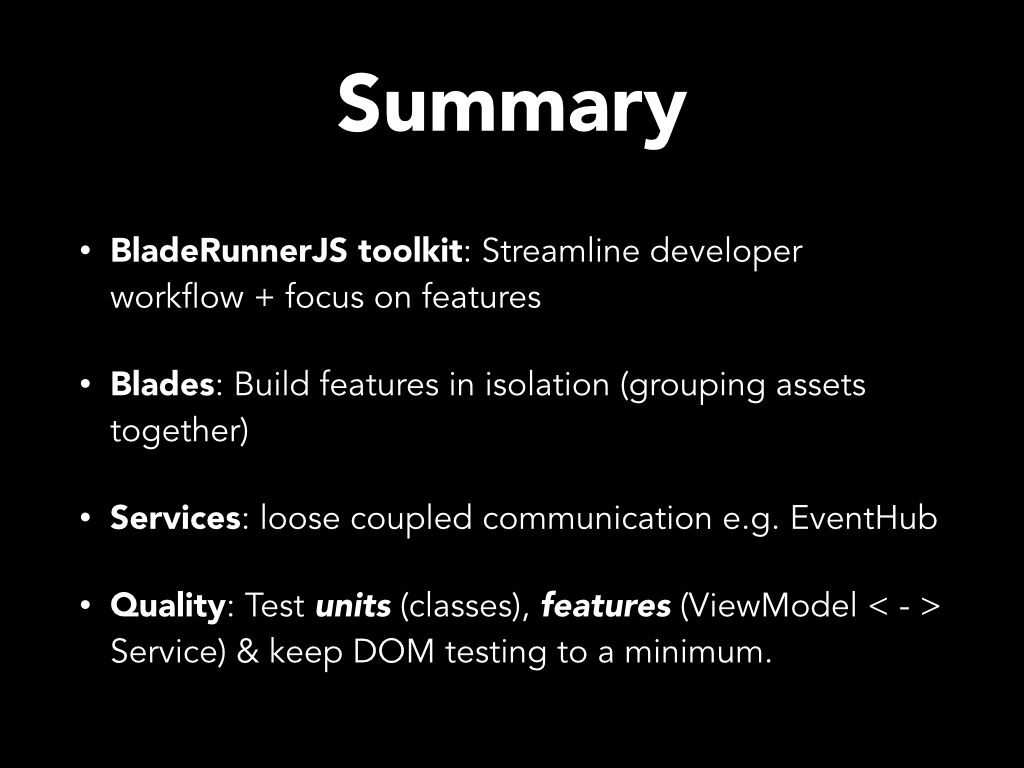 Summary
• BladeRunnerJS toolkit: Streamline developer
workflow + focus on features
• Blades: Build features in isolation (grouping assets
together)
• Services: loose coupled communication e.g. EventHub
• Quality: Test units (classes), features (ViewModel < - >
Service) & keep DOM testing to a minimum.